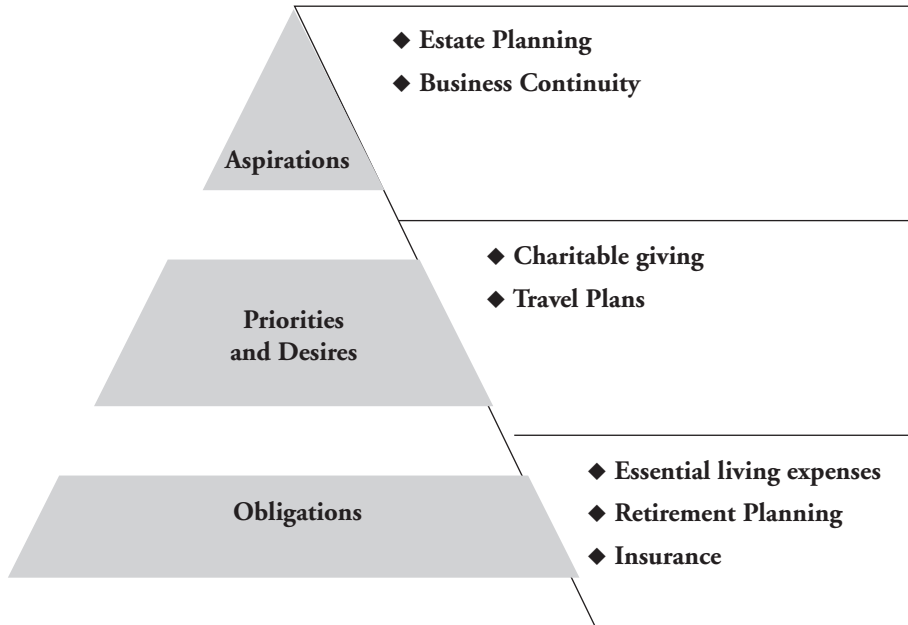 ◆ Estate Planning
◆ Business Continuity
Aspirations
◆ Charitable giving
◆ Travel Plans
Priorities
and Desires
◆ Essential living expenses
◆ Retirement Planning
◆ Insurance
Obligations